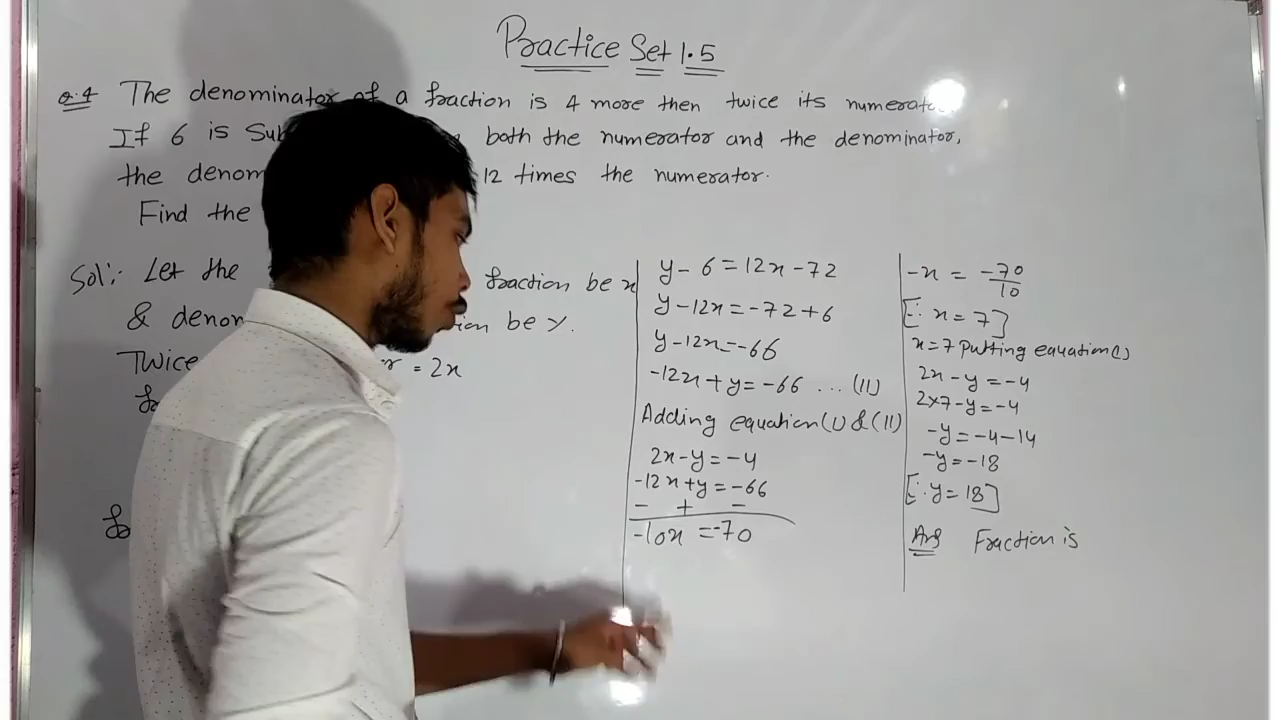 Practice Set 1.5
Q.4 The denominator of a fraction is 4 more then twice its numerato
If 6 is both the numerator and the denominator,
the denom 12 times the numerator.
Find the
Sol: Let the fraction be x
& denom be y.
Twice = 2x
y - 6 = 12x - 72
y - 12x = -72 + 6
y - 12x = -66
-12x + y = -66 ... (II)
Adding equation (I) & (II)
2x - y = -4
-12x + y = -66
- + -
-10x = -70
-x = -70/10
[∴ x = 7]
x = 7 Putting equation (I)
2x - y = -4
2×7 - y = -4
-y = -4 - 14
-y = -18
[∴ y = 18]
Ans Fraction is